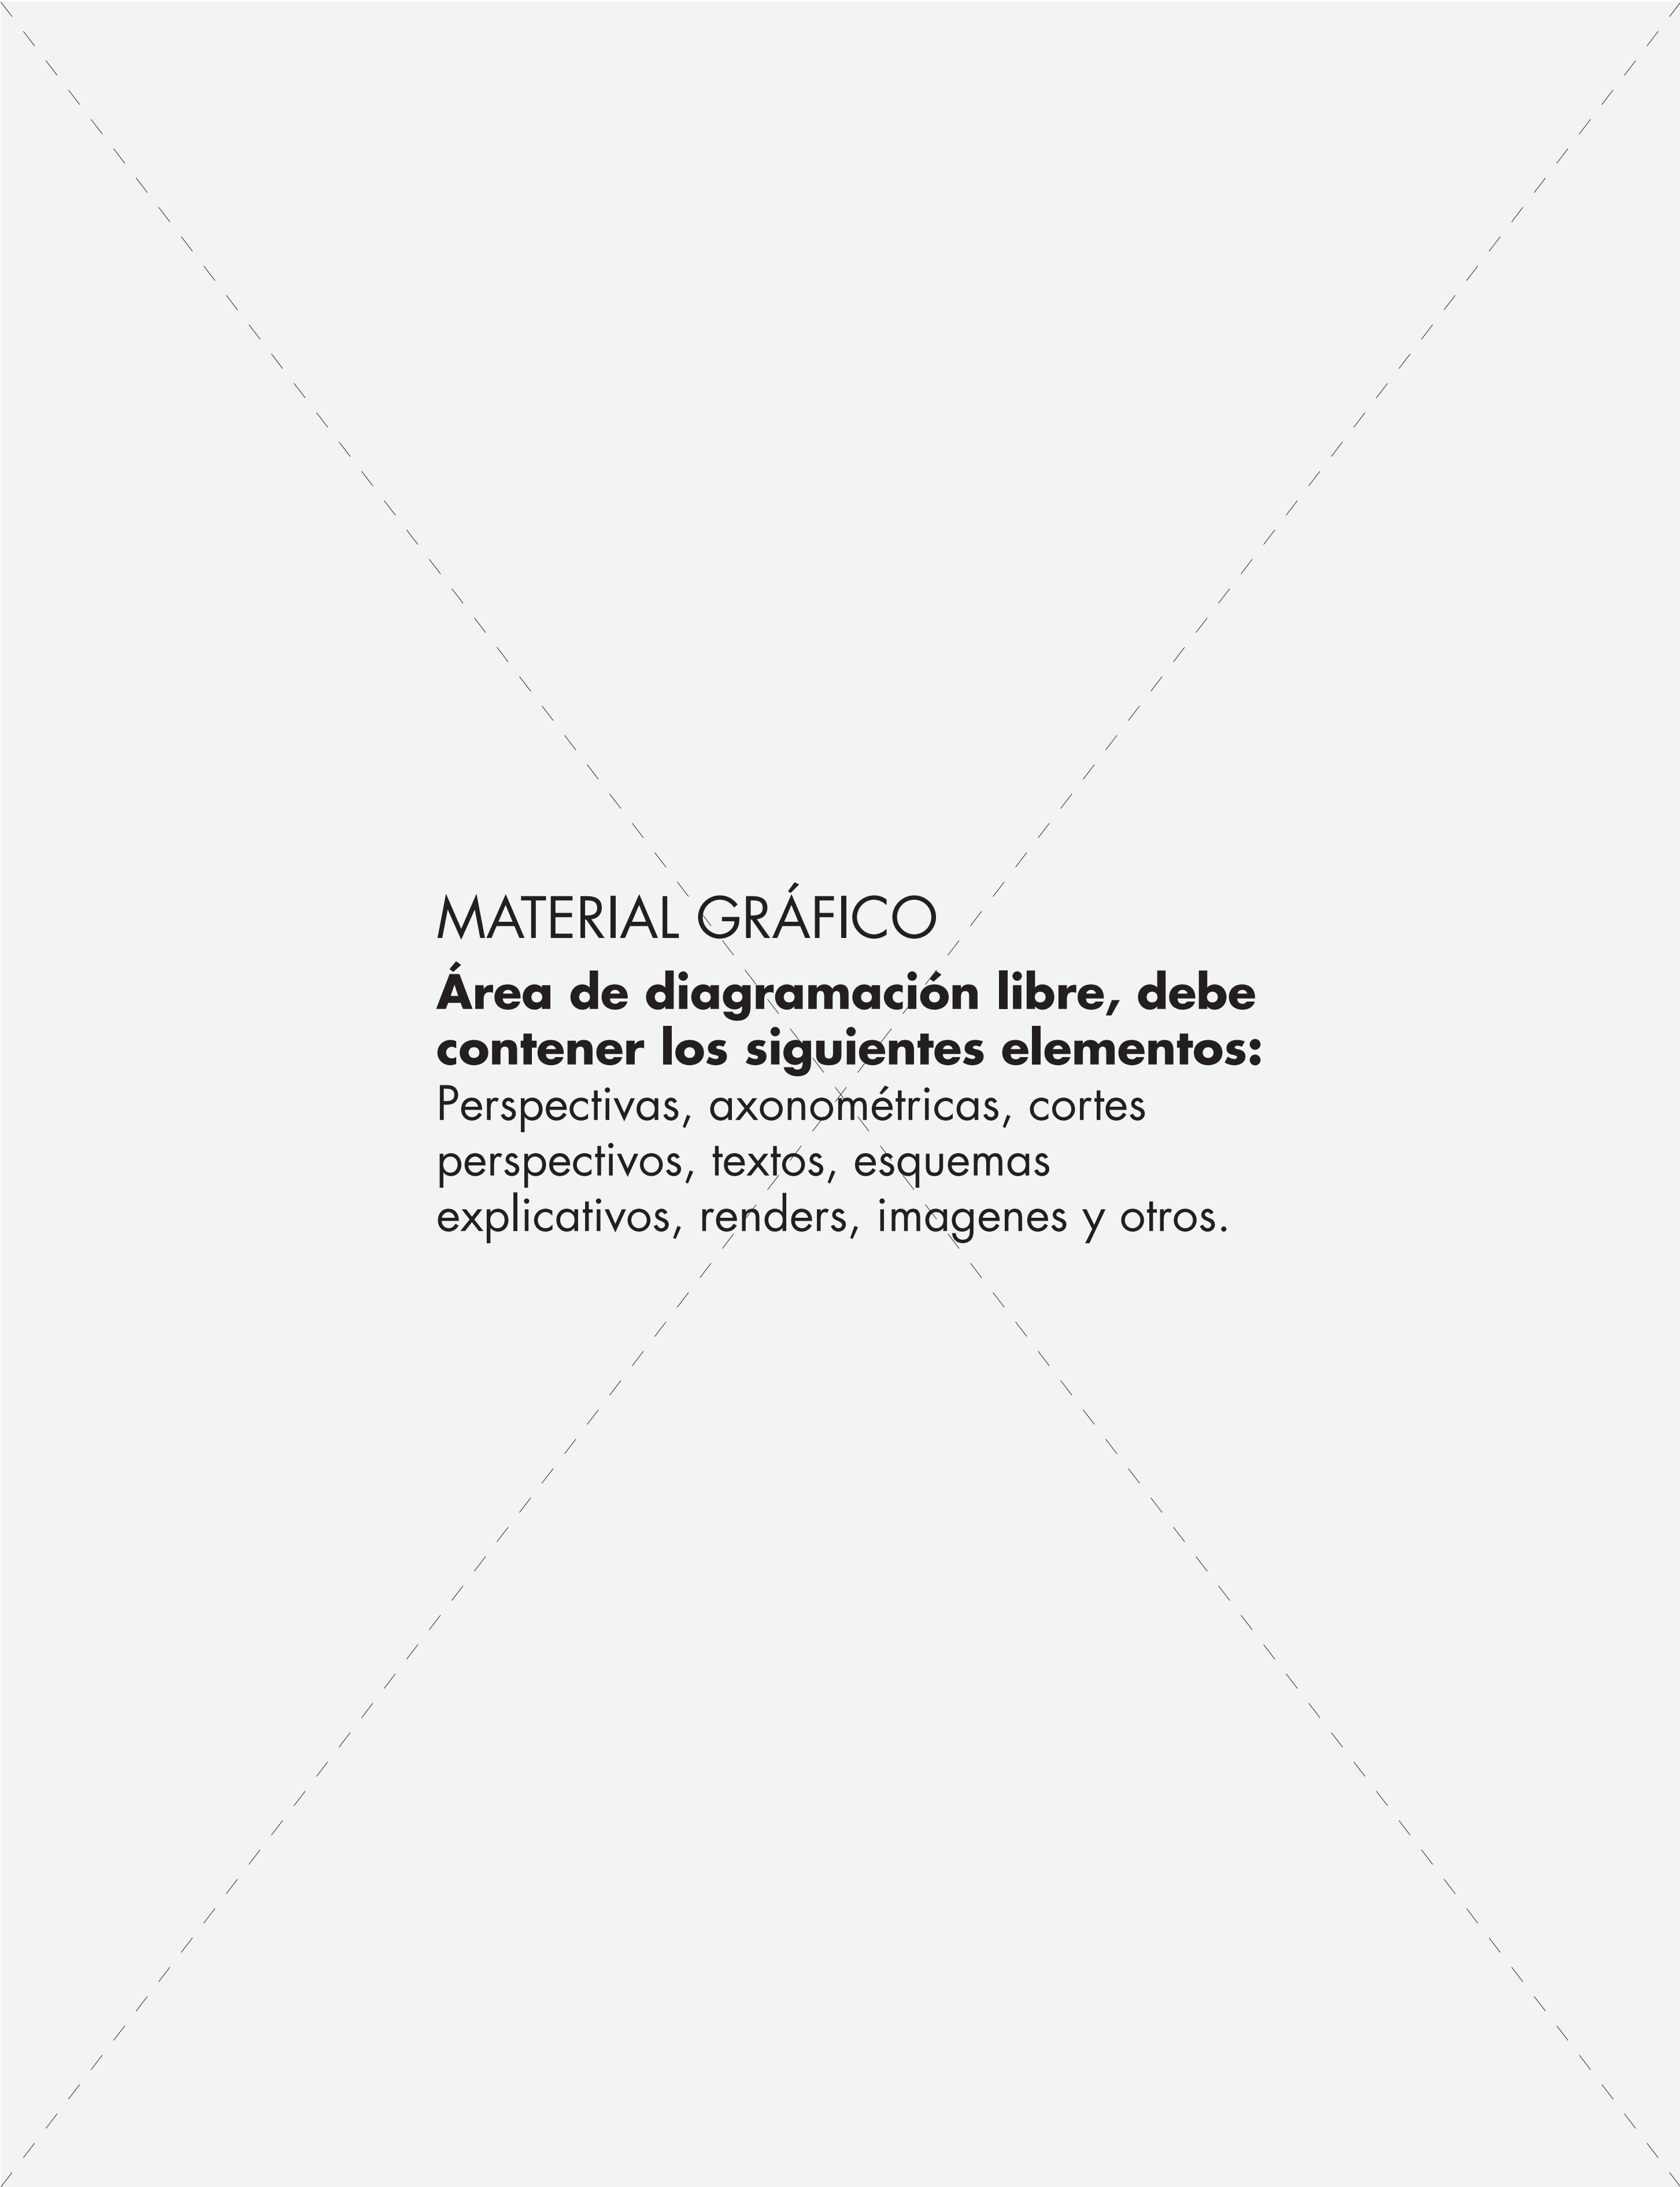 MATERIAL GRÁFICO
Área de diagramación libre, debe
contener los siguientes elementos:
Perspectivas, axonométricas, cortes
perspectivos, textos, esquemas
explicativos, renders, imagenes y otros.